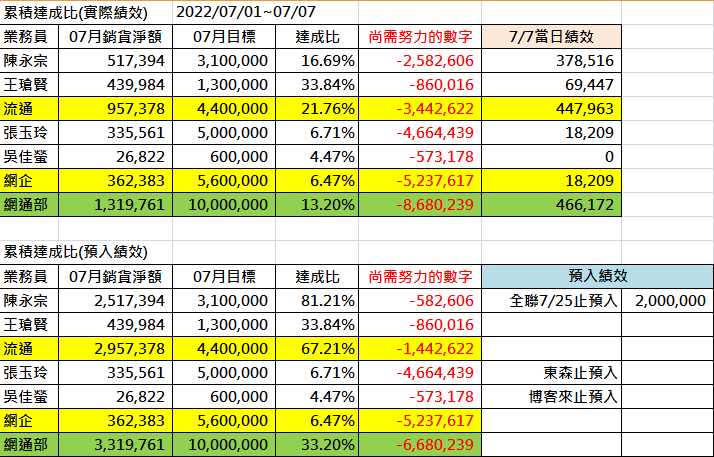 累積達成比(實際績效) 2022/07/01~07/07
業務員 07月銷貨淨額 07月目標 達成比 尚需努力的數字 7/7當日績效
陳永宗 517,394 3,100,000 16.69% -2,582,606 378,516
王瑲賢 439,984 1,300,000 33.84% -860,016 69,447
流通 957,378 4,400,000 21.76% -3,442,622 447,963
張玉玲 335,561 5,000,000 6.71% -4,664,439 18,209
吳佳螢 26,822 600,000 4.47% -573,178 0
網企 362,383 5,600,000 6.47% -5,237,617 18,209
網通部 1,319,761 10,000,000 13.20% -8,680,239 466,172
累積達成比(預入績效)
業務員 07月銷貨淨額 07月目標 達成比 尚需努力的數字 預入績效
陳永宗 2,517,394 3,100,000 81.21% -582,606 全聯7/25止預入 2,000,000
王瑲賢 439,984 1,300,000 33.84% -860,016
流通 2,957,378 4,400,000 67.21% -1,442,622
張玉玲 335,561 5,000,000 6.71% -4,664,439 東森止預入
吳佳螢 26,822 600,000 4.47% -573,178 博客來止預入
網企 362,383 5,600,000 6.47% -5,237,617
網通部 3,319,761 10,000,000 33.20% -6,680,239